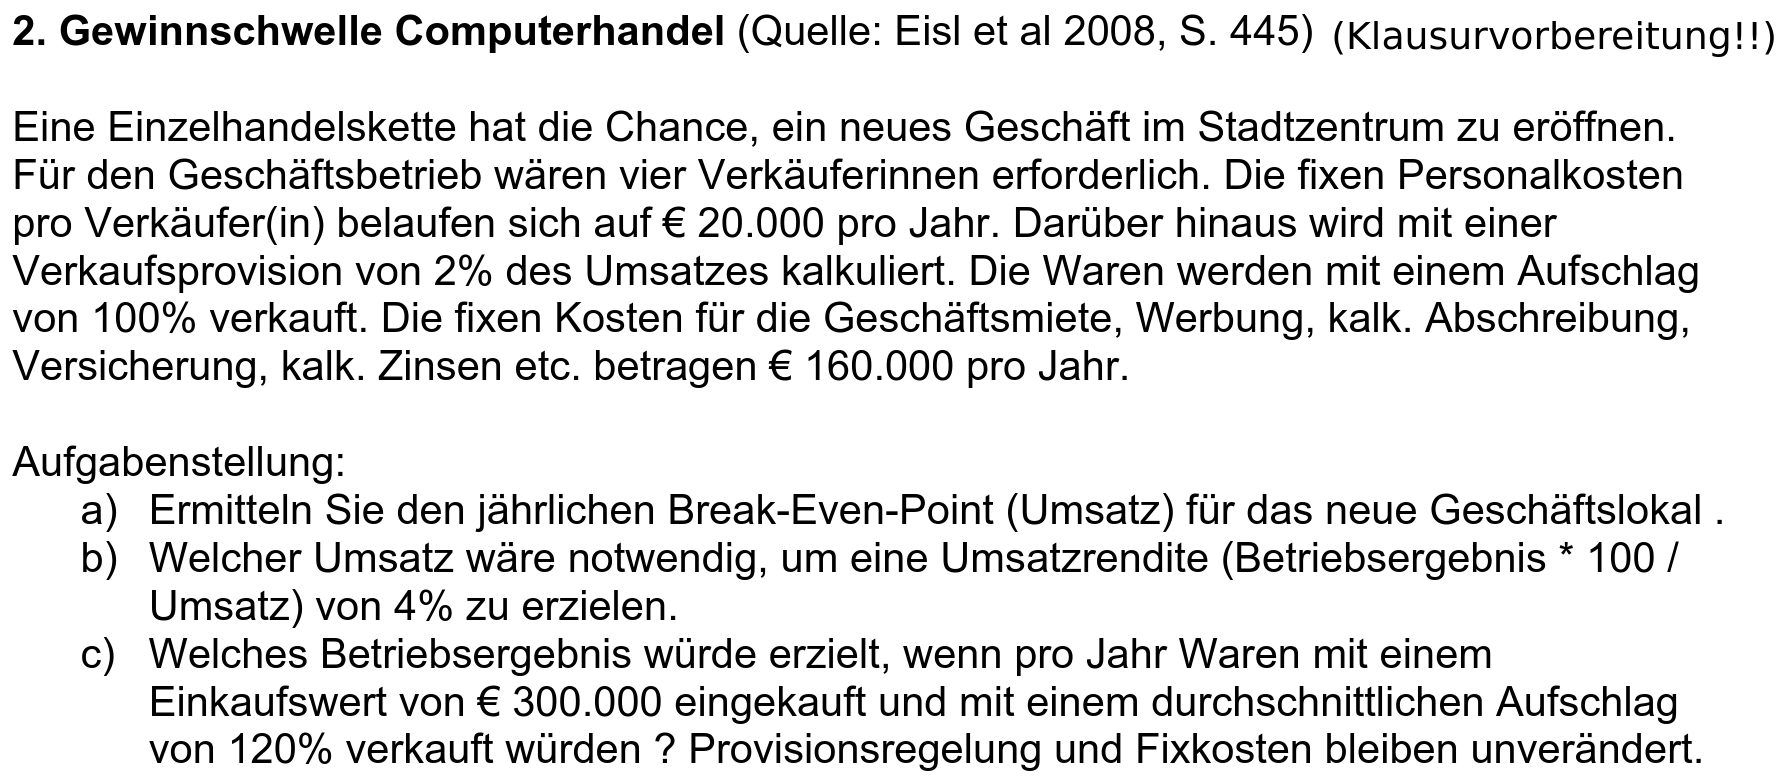 2. Gewinnschwelle Computerhandel (Quelle: Eisl et al 2008, S. 445) (Klausurvorbereitung!!)
Eine Einzelhandelskette hat die Chance, ein neues Geschäft im Stadtzentrum zu eröffnen.
Für den Geschäftsbetrieb wären vier Verkäuferinnen erforderlich. Die fixen Personalkosten
pro Verkäufer(in) belaufen sich auf € 20.000 pro Jahr. Darüber hinaus wird mit einer
Verkaufsprovision von 2% des Umsatzes kalkuliert. Die Waren werden mit einem Aufschlag
von 100% verkauft. Die fixen Kosten für die Geschäftsmiete, Werbung, kalk. Abschreibung,
Versicherung, kalk. Zinsen etc. betragen € 160.000 pro Jahr.
Aufgabenstellung:
a) Ermitteln Sie den jährlichen Break-Even-Point (Umsatz) für das neue Geschäftslokal .
b) Welcher Umsatz wäre notwendig, um eine Umsatzrendite (Betriebsergebnis * 100 /
Umsatz) von 4% zu erzielen.
c) Welches Betriebsergebnis würde erzielt, wenn pro Jahr Waren mit einem
Einkaufswert von € 300.000 eingekauft und mit einem durchschnittlichen Aufschlag
von 120% verkauft würden ? Provisionsregelung und Fixkosten bleiben unverändert.